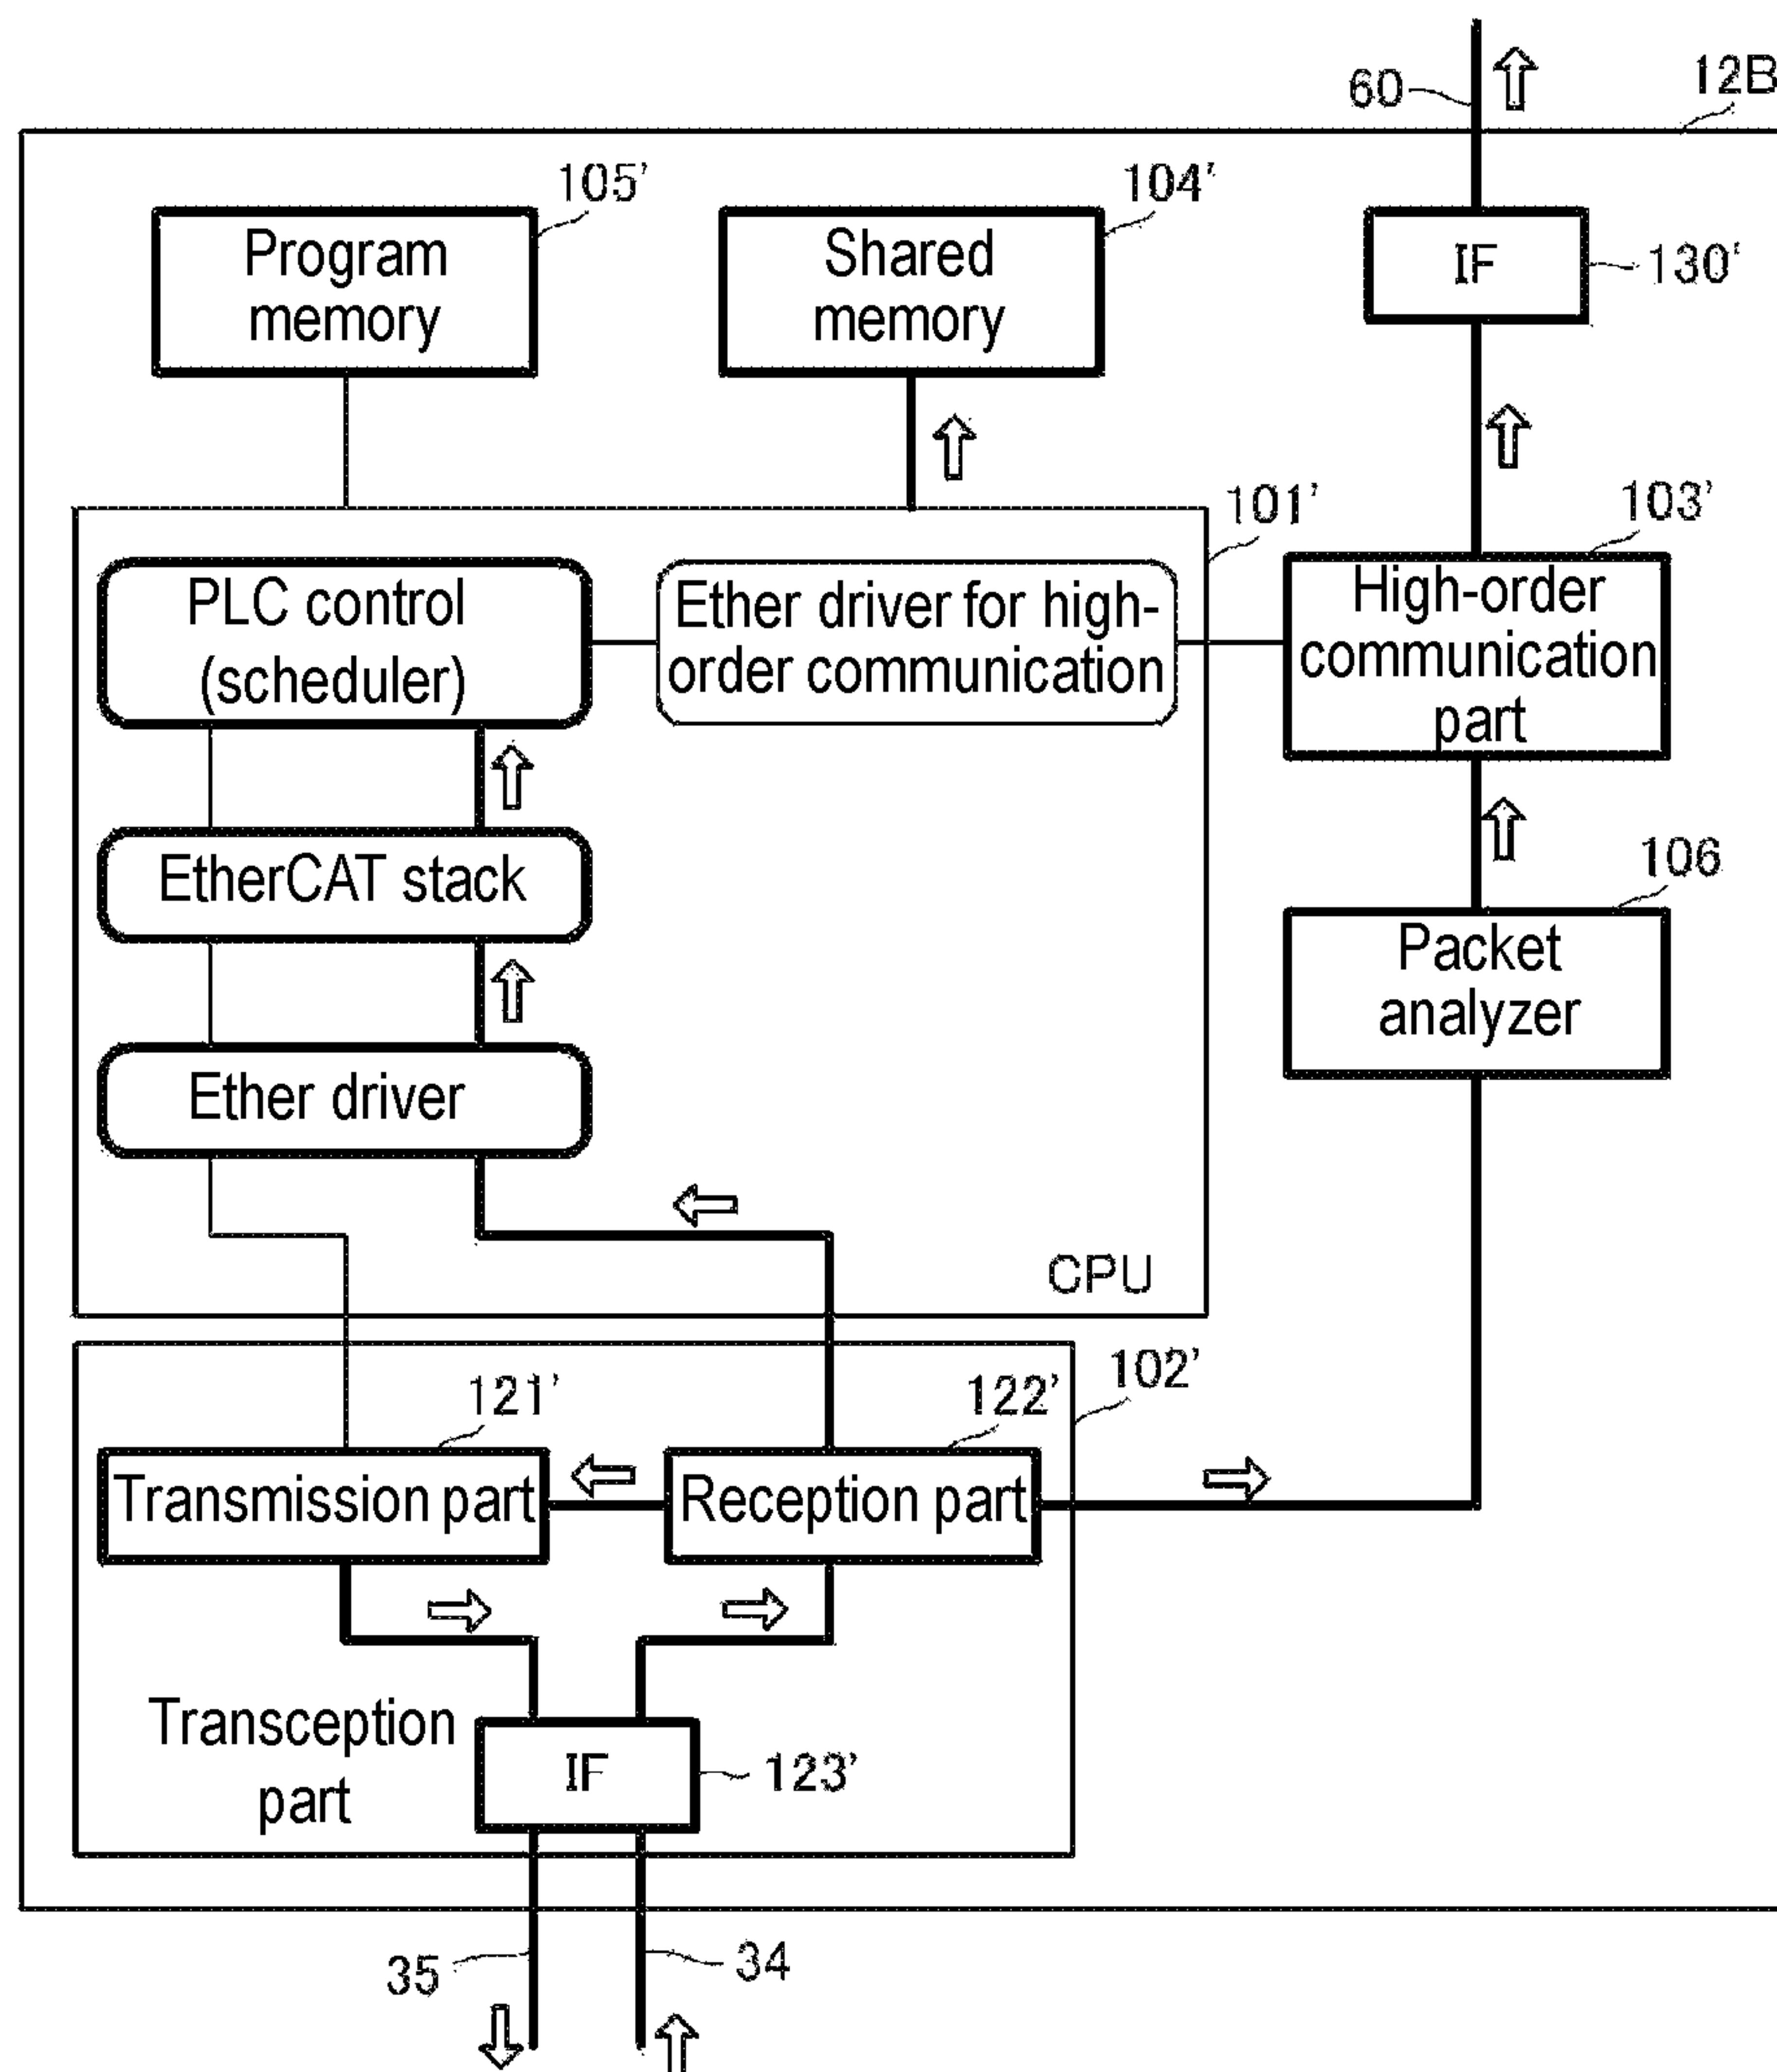 60
12B
105'
104'
Program
memory
Shared
memory
IF
130'
101'
103'
PLC control
(scheduler)
Ether driver for high-
order communication
High-order
communication
part
EtherCAT stack
106
Packet
analyzer
Ether driver
CPU
102'
121'
122'
Transmission part
Reception part
Transception
part
IF
123'
35
34